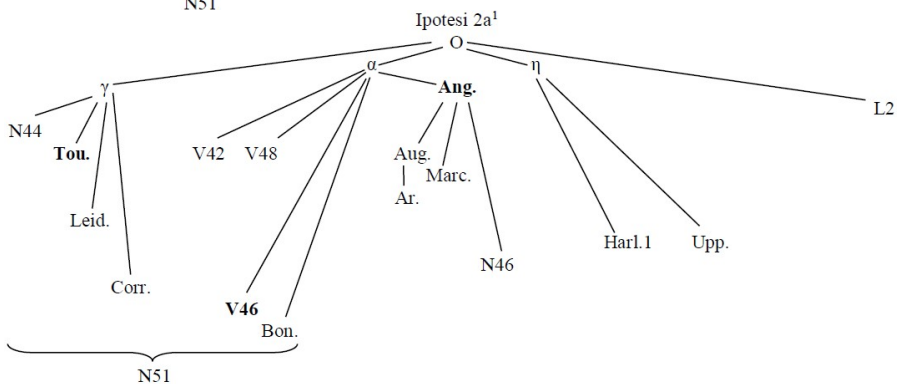 N51
Ipotesi 2a¹
O
α
η
γ
Ang.
L2
N44
Tou.
V42 V48
Aug.
Marc.
Ar.
Leid.
Harl.1
Upp.
N46
Corr.
V46
Bon.
N51